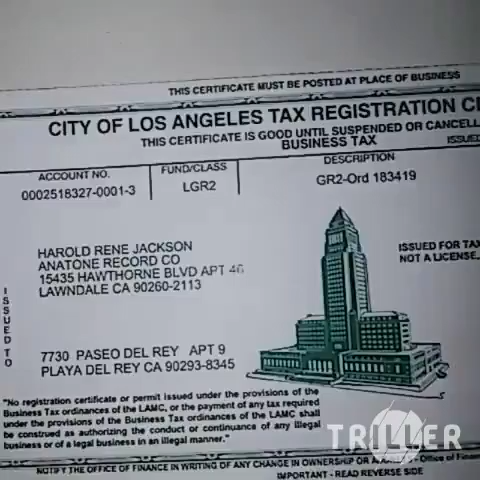 THIS CERTIFICATE MUST BE POSTED AT PLACE OF BUSINESS
CITY OF LOS ANGELES TAX REGISTRATION
THIS CERTIFICATE IS GOOD UNTIL SUSPENDED OR
BUSINESS TAX
ACCOUNT NO.
FUND/CLASS
DESCRIPTION
0002518327-0001-3
LGR2
GR2-Ord 183419
HAROLD RENE JACKSON
ANATONE RECORD CO
15435 HAWTHORNE BLVD APT
LAWNDALE CA 90260-2113
ISSUED FOR TAX
NOT A LICENSE
ISSUED TO
7730 PASEO DEL REY APT 9
PLAYA DEL REY CA 90293-8345
"No registration certificate or permit issued under the provisions of the
Business Tax ordinances of the LAMC, or the payment of any tax required
under the provisions of the Business Tax ordinances of the LAMC shall
be construed as authorizing the conduct or continuance of any illegal
business or of a legal business in an illegal manner."
TRILLER
NOTIFY THE OFFICE OF FINANCE IN WRITING OF ANY CHANGE IN OWNERSHIP OR Office of
IMPORTANT - READ REVERSE SIDE